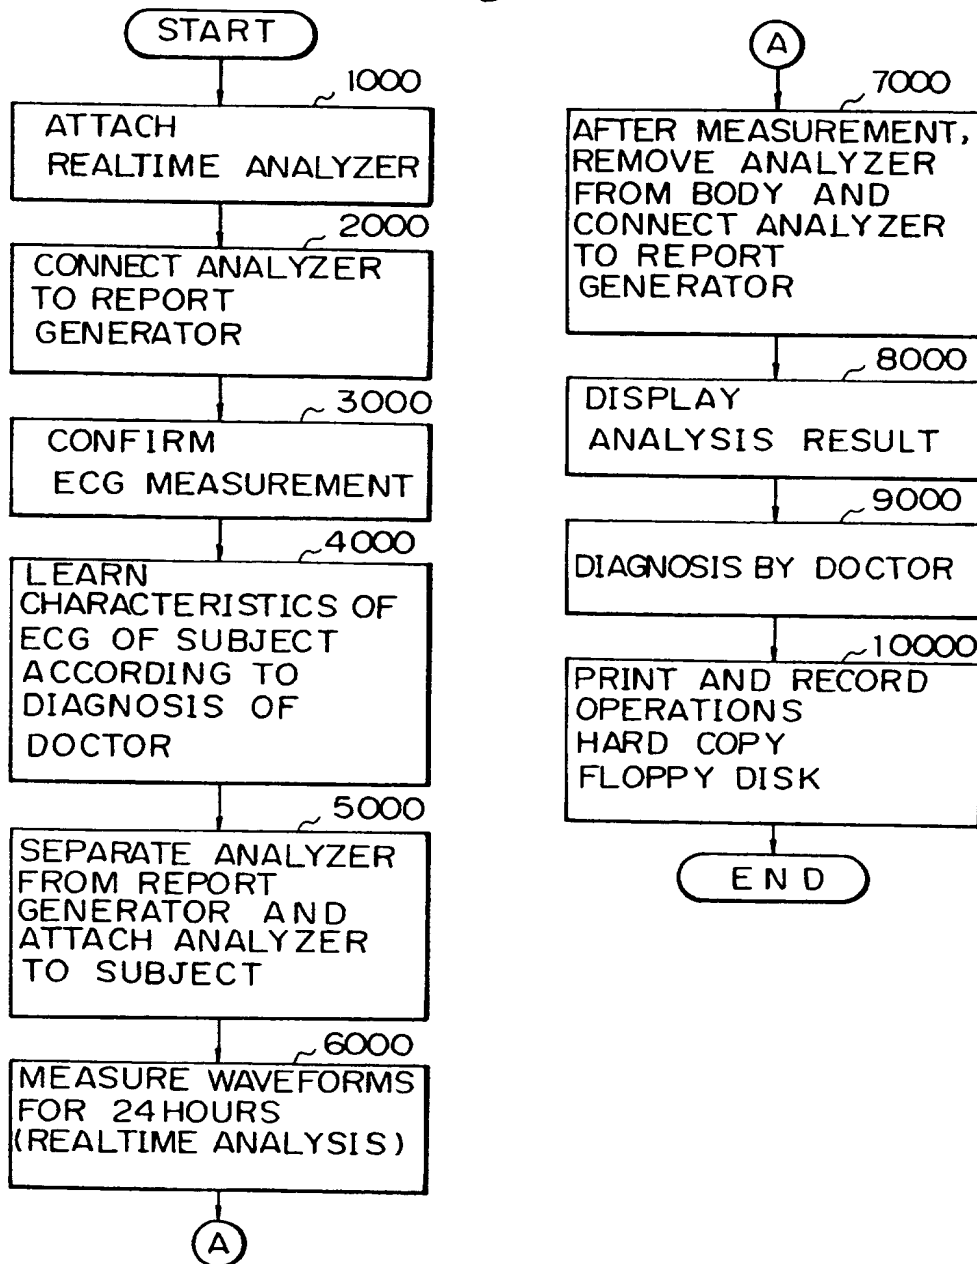 START
1000
ATTACH
REALTIME ANALYZER
2000
CONNECT ANALYZER
TO REPORT
GENERATOR
3000
CONFIRM
ECG MEASUREMENT
4000
LEARN
CHARACTERISTICS OF
ECG OF SUBJECT
ACCORDING TO
DIAGNOSIS OF
DOCTOR
5000
SEPARATE ANALYZER
FROM REPORT
GENERATOR AND
ATTACH ANALYZER
TO SUBJECT
6000
MEASURE WAVEFORMS
FOR 24 HOURS
(REALTIME ANALYSIS)
A
A
7000
AFTER MEASUREMENT,
REMOVE ANALYZER
FROM BODY AND
CONNECT ANALYZER
TO REPORT
GENERATOR
8000
DISPLAY
ANALYSIS RESULT
9000
DIAGNOSIS BY DOCTOR
10000
PRINT AND RECORD
OPERATIONS
HARD COPY
FLOPPY DISK
END